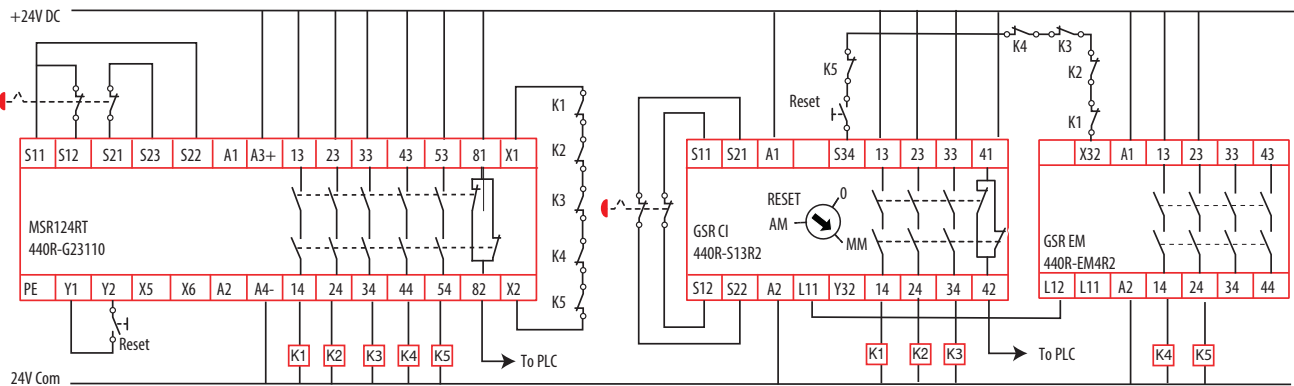 +24V DC
K4 K3
K5
K2
Reset
K1
K1
K2
K3
K4
K5
S11 S12 S21 S23 S22 A1 A3+ 13 23 33 43 53 81 X1
MSR124RT
440R-G23110
PE Y1 Y2 X5 X6 A2 A4- 14 24 34 44 54 82 X2
Reset
K1 K2 K3 K4 K5
To PLC
S11 S21 A1 S34 13 23 33 41
RESET
0
AM
MM
GSR CI
440R-S13R2
S12 S22 A2 L11 Y32 14 24 34 42
K1 K2 K3
To PLC
X32 A1 13 23 33 43
GSR EM
440R-EM4R2
L12 L11 A2 14 24 34 44
K4 K5
24V Com